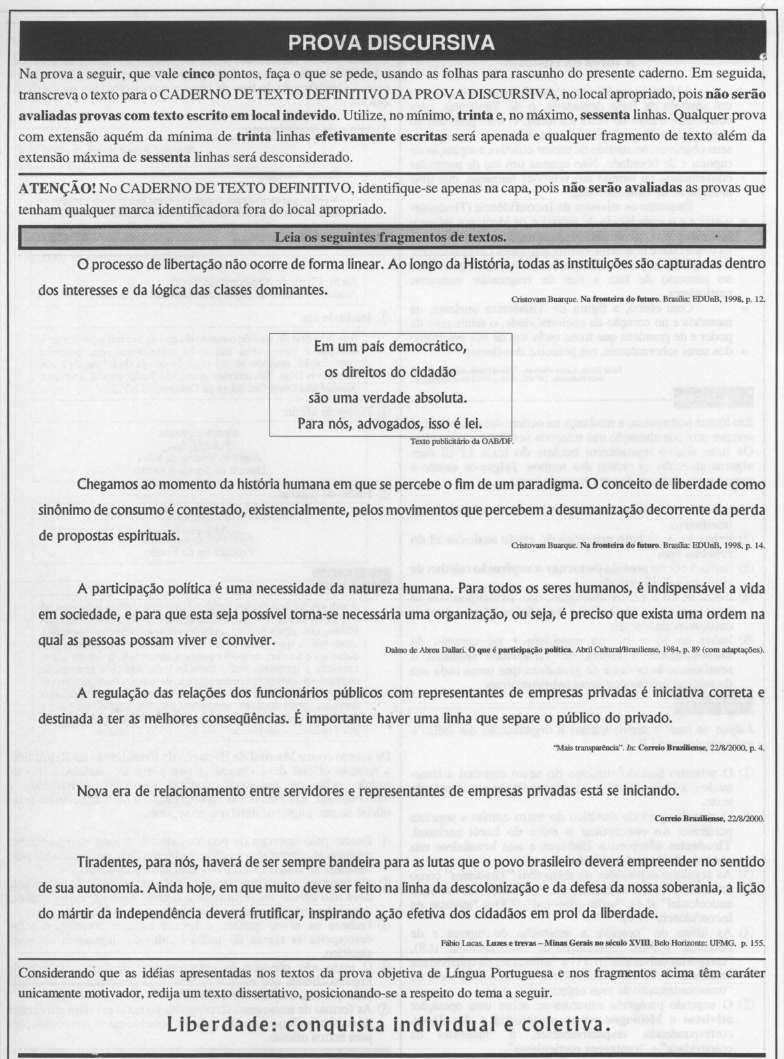 PROVA DISCURSIVA
Na prova a seguir, que vale cinco pontos, faça o que se pede, usando as folhas para rascunho do presente caderno. Em seguida,
transcreva o texto para o CADERNO DE TEXTO DEFINITIVO DA PROVA DISCURSIVA, no local apropriado, pois não serão
avaliadas provas com texto escrito em local indevido. Utilize, no mínimo, trinta e, no máximo, sessenta linhas. Qualquer prova
com extensão aquém da mínima de trinta linhas efetivamente escritas será apenada e qualquer fragmento de texto além da
extensão máxima de sessenta linhas será desconsiderado.
ATENÇÃO! No CADERNO DE TEXTO DEFINITIVO, identifique-se apenas na capa, pois não serão avaliadas as provas que
tenham qualquer marca identificadora fora do local apropriado.
Leia os seguintes fragmentos de textos.
O processo de libertação não ocorre de forma linear. Ao longo da História, todas as instituições são capturadas dentro
dos interesses e da lógica das classes dominantes.
Cristovam Buarque. Na fronteira do futuro. Brasília: EDUnB, 1998, p. 12.
Em um país democrático,
os direitos do cidadão
são uma verdade absoluta.
Para nós, advogados, isso é lei.
Texto publicitário da OAB/DF.
Chegamos ao momento da história humana em que se percebe o fim de um paradigma. O conceito de liberdade como
sinônimo de consumo é contestado, existencialmente, pelos movimentos que percebem a desumanização decorrente da perda
de propostas espirituais.
Cristovam Buarque. Na fronteira do futuro. Brasília: EDUnB, 1998, p. 14.
A participação política é uma necessidade da natureza humana. Para todos os seres humanos, é indispensável a vida
em sociedade, e para que esta seja possível torna-se necessária uma organização, ou seja, é preciso que exista uma ordem na
qual as pessoas possam viver e conviver.
Dalmo de Abreu Dallari. O que é participação política. Abril Cultural/Brasiliense, 1984, p. 89 (com adaptações).
A regulação das relações dos funcionários públicos com representantes de empresas privadas é iniciativa correta e
destinada a ter as melhores conseqüências. É importante haver uma linha que separe o público do privado.
"Mais transparência". In: Correio Braziliense, 22/8/2000, p. 4.
Nova era de relacionamento entre servidores e representantes de empresas privadas está se iniciando.
Correio Braziliense, 22/8/2000.
Tiradentes, para nós, haverá de ser sempre bandeira para as lutas que o povo brasileiro deverá empreender no sentido
de sua autonomia. Ainda hoje, em que muito deve ser feito na linha da descolonização e da defesa da nossa soberania, a lição
do mártir da independência deverá frutificar, inspirando ação efetiva dos cidadãos em prol da liberdade.
Fábio Lucas. Luzes e trevas – Minas Gerais no século XVIII. Belo Horizonte: UFMG, p. 155.
Considerando que as idéias apresentadas nos textos da prova objetiva de Língua Portuguesa e nos fragmentos acima têm caráter
unicamente motivador, redija um texto dissertativo, posicionando-se a respeito do tema a seguir.
Liberdade: conquista individual e coletiva.